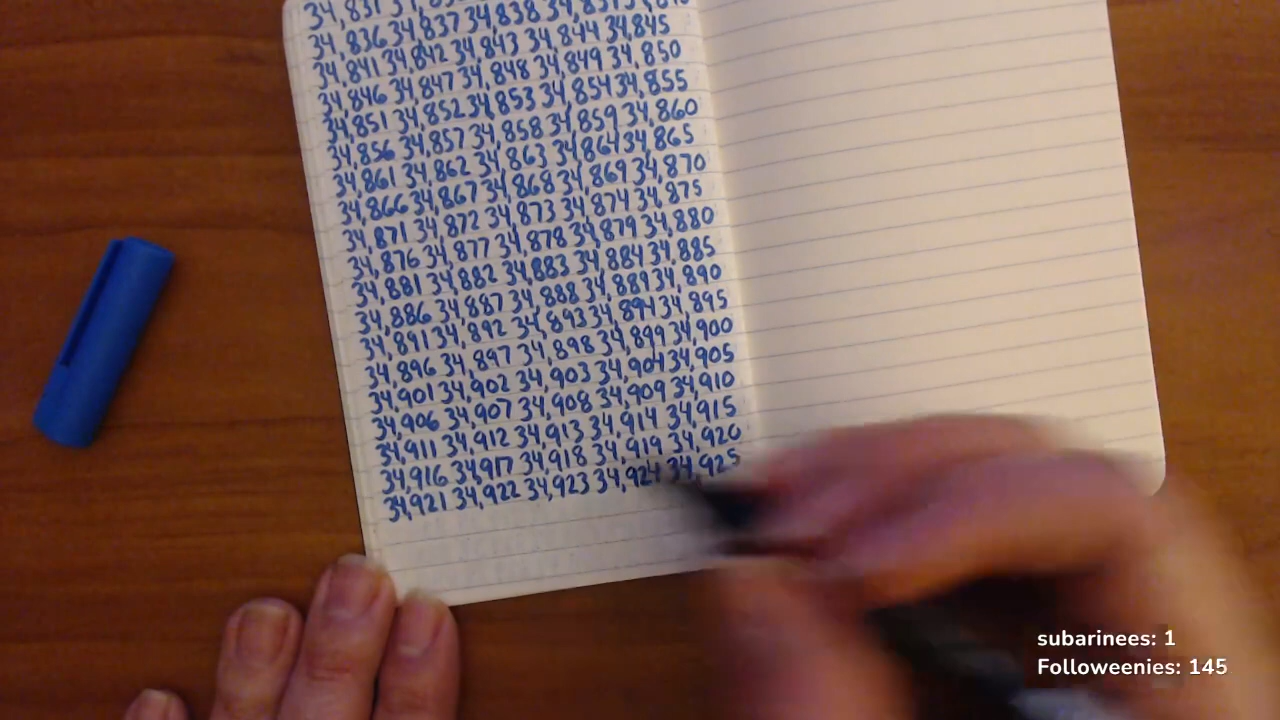 34,831
34,836 34,837 34,838
34,841 34,842 34,843 34,844 34,845
34,846 34,847 34,848 34,849 34,850
34,851 34,852 34,853 34,854 34,855
34,856 34,857 34,858 34,859 34,860
34,861 34,862 34,863 34,864 34,865
34,866 34,867 34,868 34,869 34,870
34,871 34,872 34,873 34,874 34,875
34,876 34,877 34,878 34,879 34,880
34,881 34,882 34,883 34,884 34,885
34,886 34,887 34,888 34,889 34,890
34,891 34,892 34,893 34,894 34,895
34,896 34,897 34,898 34,899 34,900
34,901 34,902 34,903 34,904 34,905
34,906 34,907 34,908 34,909 34,910
34,911 34,912 34,913 34,914 34,915
34,916 34,917 34,918 34,919 34,920
34,921 34,922 34,923 34,924 34,925
subarinees: 1
Followeenies: 145